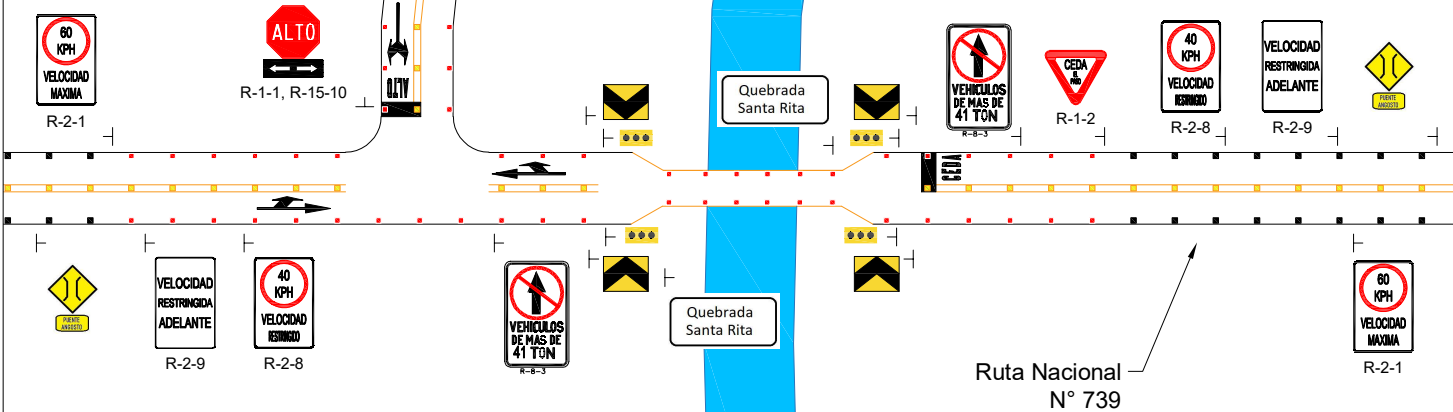 60
KPH
VELOCIDAD
MAXIMA
R-2-1
ALTO
R-1-1, R-15-10
ALTO
Quebrada
Santa Rita
VEHICULOS
DE MAS DE
41 TON
R-8-3
CEDA
EL
PASO
R-1-2
40
KPH
VELOCIDAD
RESTRINGIDO
R-2-8
VELOCIDAD
RESTRINGIDA
ADELANTE
R-2-9
PUENTE
ANGOSTO
CEDA
PUENTE
ANGOSTO
VELOCIDAD
RESTRINGIDA
ADELANTE
R-2-9
40
KPH
VELOCIDAD
RESTRINGIDO
R-2-8
VEHICULOS
DE MAS DE
41 TON
R-8-3
Quebrada
Santa Rita
Ruta Nacional
N° 739
60
KPH
VELOCIDAD
MAXIMA
R-2-1